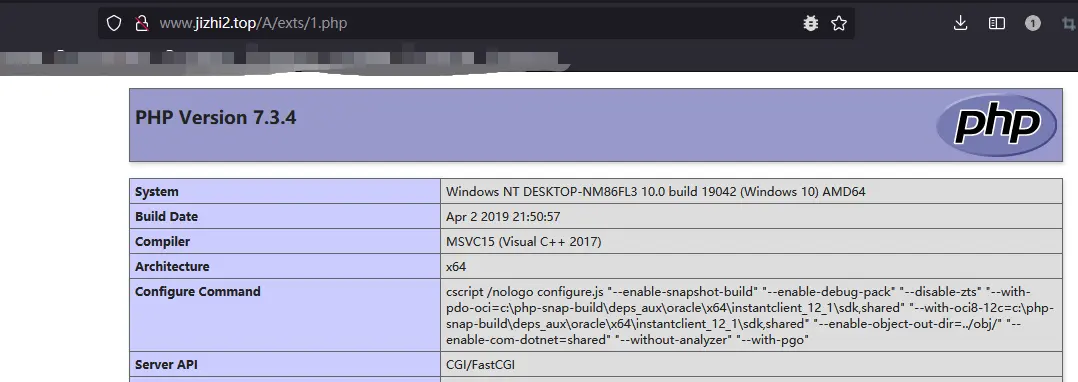 www.jizhi2.top/A/exts/1.php
1
PHP Version 7.3.4
php
System
Windows NT DESKTOP-NM86FL3 10.0 build 19042 (Windows 10) AMD64
Build Date
Apr 2 2019 21:50:57
Compiler
MSVC15 (Visual C++ 2017)
Architecture
x64
Configure Command
cscript /nologo configure.js "--enable-snapshot-build" "--enable-debug-pack" "--disable-zts" "--with-
pdo-oci=c:\php-snap-build\deps_aux\oracle\x64\instantclient_12_1\sdk,shared" "--with-oci8-12c=c:\php-
snap-build\deps_aux\oracle\x64\instantclient_12_1\sdk,shared" "--enable-object-out-dir=../obj/" "--
enable-com-dotnet=shared" "--without-analyzer" "--with-pgo"
Server API
CGI/FastCGI